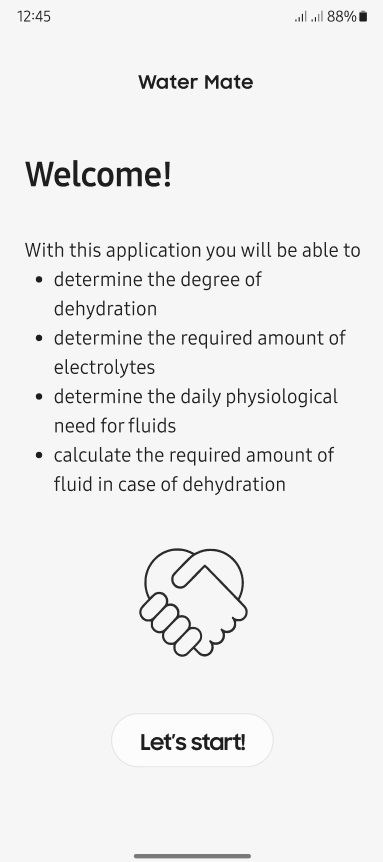 12:45 88%
Water Mate
Welcome!
With this application you will be able to
• determine the degree of
dehydration
• determine the required amount of
electrolytes
• determine the daily physiological
need for fluids
• calculate the required amount of
fluid in case of dehydration
Let's start!